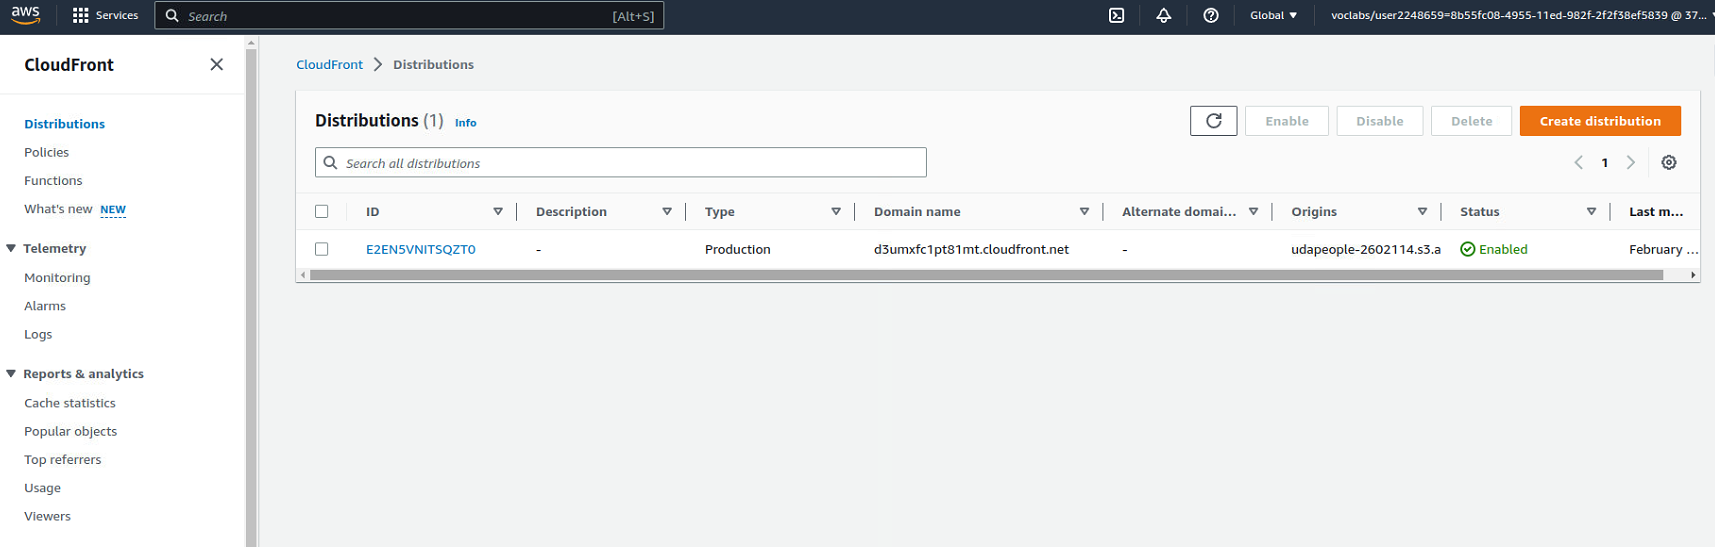 aws Services Search [Alt+S] Global voclabs/user2248659=8b55fc08-4955-11ed-982f-2f2f38ef5839 @ 37...
CloudFront
Distributions
Policies
Functions
What's new NEW
Telemetry
Monitoring
Alarms
Logs
Reports & analytics
Cache statistics
Popular objects
Top referrers
Usage
Viewers
CloudFront > Distributions
Distributions (1) Info
Enable Disable Delete Create distribution
Search all distributions
1
ID Description Type Domain name Alternate domai... Origins Status Last m...
E2EN5VNITSQZT0 - Production d3umxfc1pt81mt.cloudfront.net - udapeople-2602114.s3.a Enabled February ...